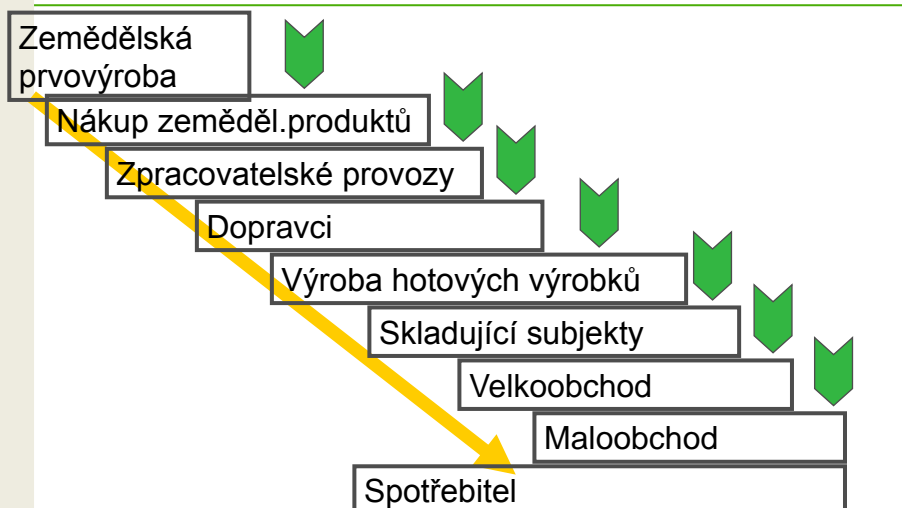 Zemědělská
prvovýroba
Nákup zeměděl.produktů
Zpracovatelské provozy
Dopravci
Výroba hotových výrobků
Skladující subjekty
Velkoobchod
Maloobchod
Spotřebitel